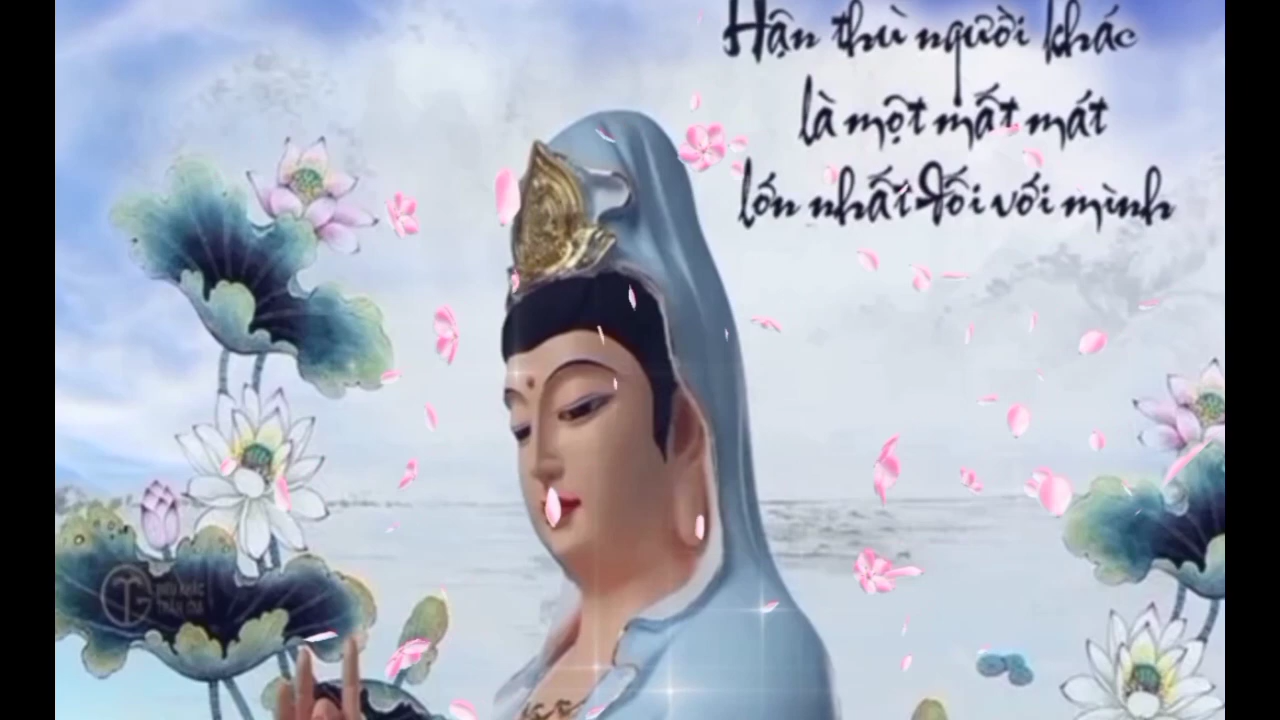 Hận thù người khác
là một mất mát
lớn nhất đối với mình